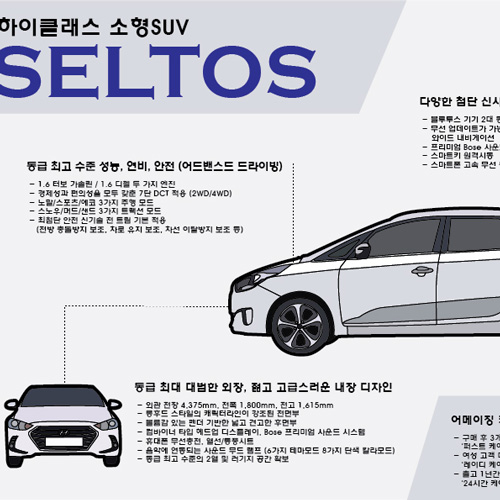 하이클래스 소형SUV
SELTOS
다양한 첨단 신사
- 블루투스 기기 2대 동
- 무선 업데이트가 가능
와이드 내비게이션
- 프리미엄 Bose 사운
- 스마트키 원격시동
- 스마트폰 고속 무선
동급 최고 수준 성능, 연비, 안전 (어드밴스드 드라이빙)
- 1.6 터보 가솔린 / 1.6 디젤 두 가지 엔진
- 경제성과 편의성을 모두 갖춘 7단 DCT 적용 (2WD/4WD)
- 노말/스포츠/에코 3가지 주행 모드
- 스노우/머드/샌드 3가지 트랙션 모드
- 최첨단 안전 신기술 전 트림 기본 적용
(전방 충돌방지 보조, 차로 유지 보조, 차선 이탈방지 보조 등)
동급 최대 대범한 외장, 젊고 고급스러운 내장 디자인
- 외관 전장 4,375mm, 전폭 1,800mm, 전고 1,615mm
- 롱후드 스타일의 캐릭터라인이 강조된 전면부
- 볼륨감 있는 펜더 기반한 넓고 견고한 후면부
- 컴바이너 타입 헤드업 디스플레이, Bose 프리미엄 사운드 시스템
- 휴대폰 무선충전, 열선/통풍시트
- 음악에 연동되는 사운드 무드 램프 (6가지 테마모드 8가지 단색 칼라모드)
- 동급 최고 수준의 2열 및 러기지 공간 확보
어메이징
- 구매 후 3가
'퍼스트 케어
- 여성 고객
'레이디 케어
- 출고 1년간
'24시간 케어